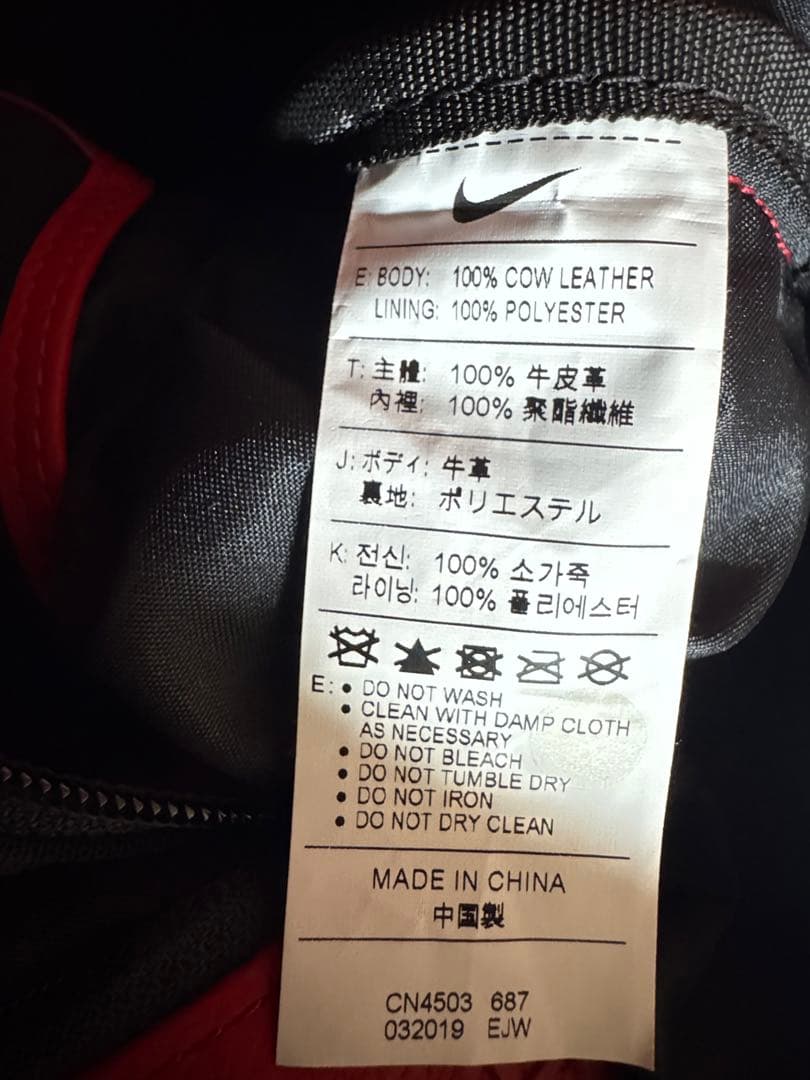 E: BODY: 100% COW LEATHER
LINING: 100% POLYESTER
T: 主體: 100% 牛皮革
內裡: 100% 聚酯纖維
J: ボディ: 牛革
裏地: ポリエステル
K: 전신: 100% 소가죽
라이닝: 100% 폴리에스터
E: • DO NOT WASH
• CLEAN WITH DAMP CLOTH
AS NECESSARY
• DO NOT BLEACH
• DO NOT TUMBLE DRY
• DO NOT IRON
• DO NOT DRY CLEAN
MADE IN CHINA
中国製
CN4503 687
032019 EJW